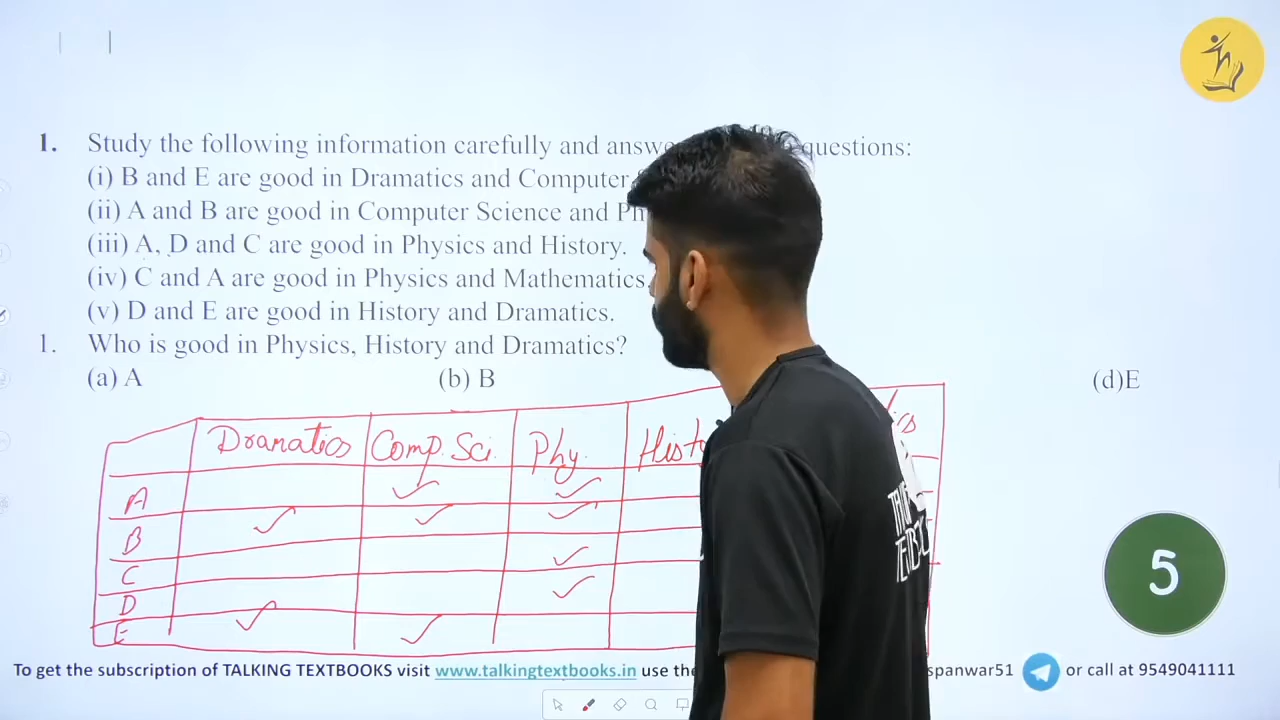 1. Study the following information carefully and questions:
(i) B and E are good in Dramatics and Computer
(ii) A and B are good in Computer Science and
(iii) A, D and C are good in Physics and History.
(iv) C and A are good in Physics and Mathematics.
(v) D and E are good in History and Dramatics.
1. Who is good in Physics, History and Dramatics?
(a) A (b) B (d)E
Dramatics Comp. Sci. Phy.
A
B
C
D
E
5
To get the subscription of TALKING TEXTBOOKS visit www.talkingtextbooks.in use the or call at 9549041111